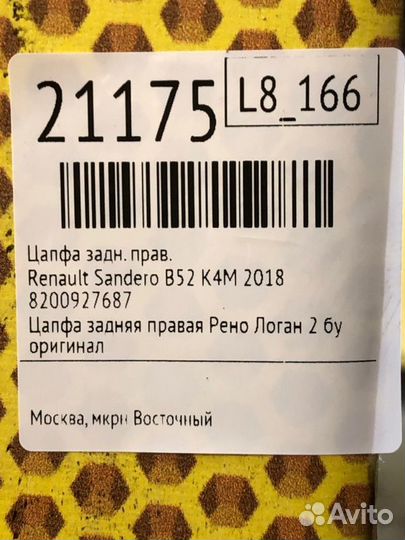 21175
L8_166
Цапфа задн. прав.
Renault Sandero B52 K4M 2018
8200927687
Цапфа задняя правая Рено Логан 2 бу
оригинал
Москва, мкрн Восточный
Avito